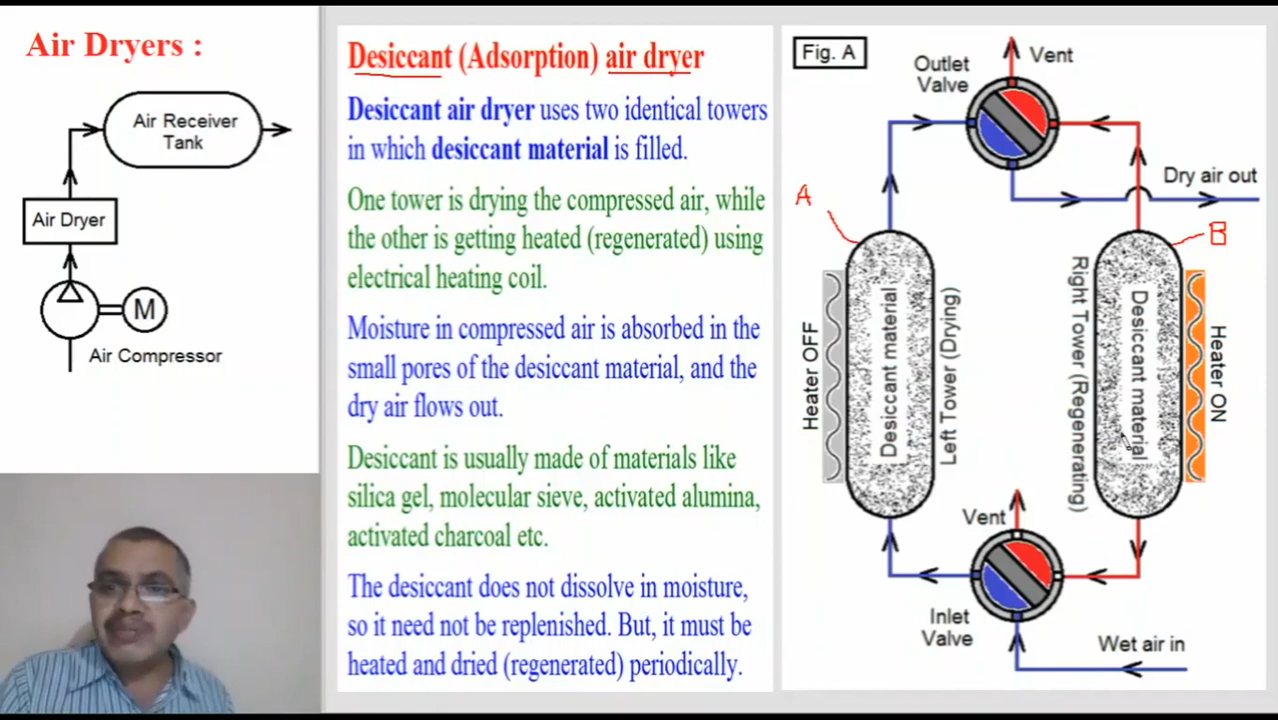 Air Dryers :
Air Receiver
Tank
Air Dryer
M
Air Compressor
Desiccant (Adsorption) air dryer
Desiccant air dryer uses two identical towers
in which desiccant material is filled.
One tower is drying the compressed air, while
the other is getting heated (regenerated) using
electrical heating coil.
Moisture in compressed air is absorbed in the
small pores of the desiccant material, and the
dry air flows out.
Desiccant is usually made of materials like
silica gel, molecular sieve, activated alumina,
activated charcoal etc.
The desiccant does not dissolve in moisture,
so it need not be replenished. But, it must be
heated and dried (regenerated) periodically.
Fig. A
Outlet
Valve
Vent
Dry air out
A
B
Heater OFF
Desiccant material
Left Tower (Drying)
Right Tower (Regenerating)
Desiccant material
Heater ON
Vent
Inlet
Valve
Wet air in